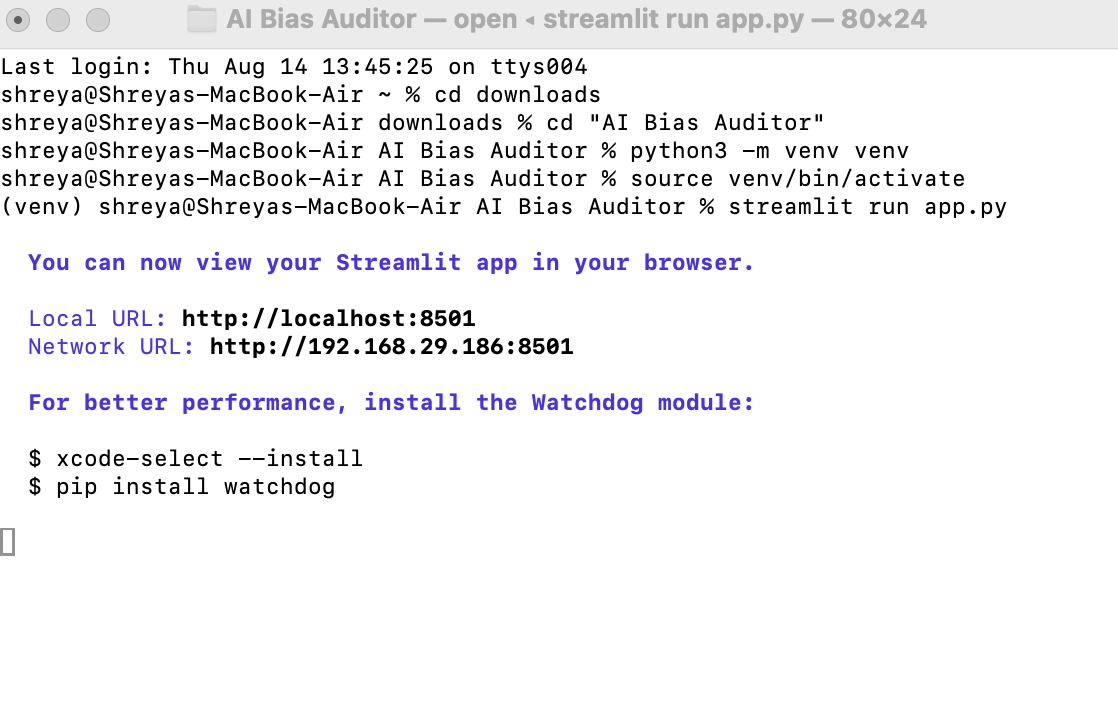 AI Bias Auditor — open ◂ streamlit run app.py — 80×24
Last login: Thu Aug 14 13:45:25 on ttys004
shreya@Shreyas-MacBook-Air ~ % cd downloads
shreya@Shreyas-MacBook-Air downloads % cd "AI Bias Auditor"
shreya@Shreyas-MacBook-Air AI Bias Auditor % python3 -m venv venv
shreya@Shreyas-MacBook-Air AI Bias Auditor % source venv/bin/activate
(venv) shreya@Shreyas-MacBook-Air AI Bias Auditor % streamlit run app.py
You can now view your Streamlit app in your browser.
Local URL: http://localhost:8501
Network URL: http://192.168.29.186:8501
For better performance, install the Watchdog module:
$ xcode-select --install
$ pip install watchdog